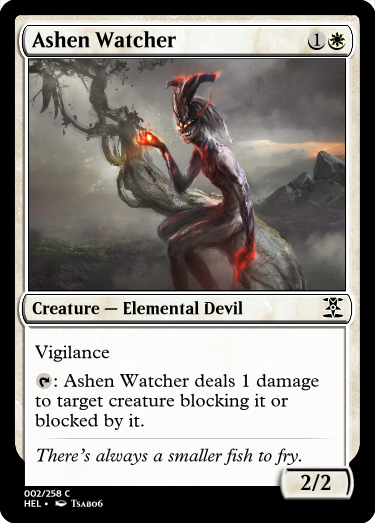 Ashen Watcher 1
Creature — Elemental Devil
Vigilance
: Ashen Watcher deals 1 damage
to target creature blocking it or
blocked by it.
There's always a smaller fish to fry.
2/2
002/258 C
HEL • Tsabo6